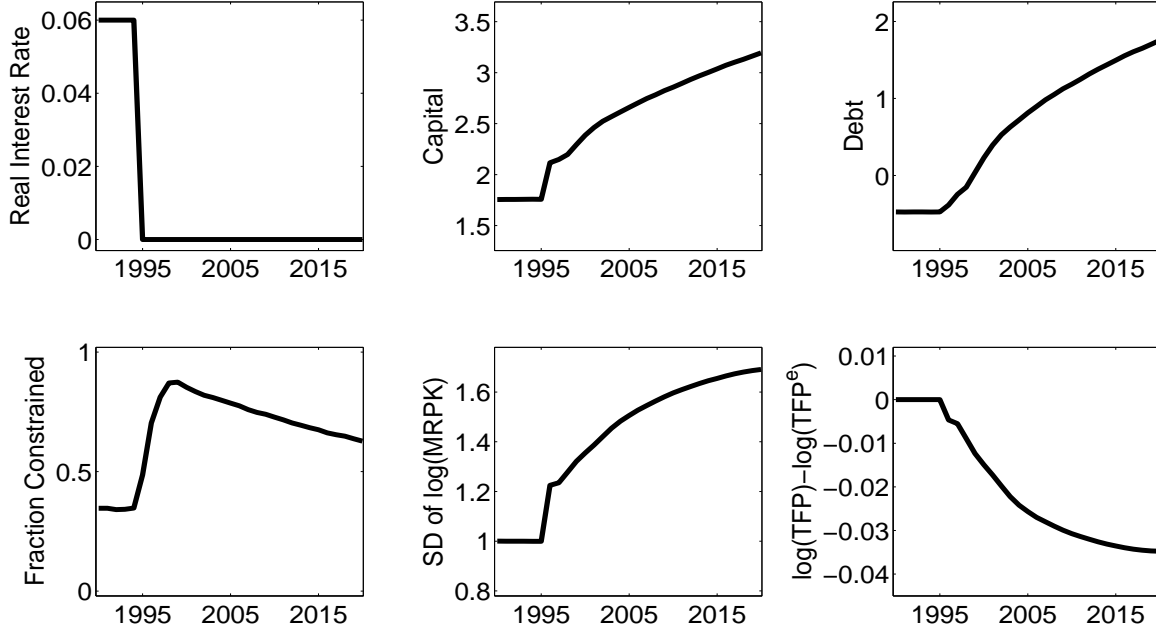 Real Interest Rate
0.06
0.04
0.02
0
1995 2005 2015
Capital
3.5
3
2.5
2
1.5
1995 2005 2015
Debt
2
1
0
1995 2005 2015
Fraction Constrained
1
0.5
0
1995 2005 2015
SD of log(MRPK)
1.6
1.4
1.2
1
0.8
1995 2005 2015
log(TFP)−log(TFPᵉ)
0.01
0
−0.01
−0.02
−0.03
−0.04
1995 2005 2015